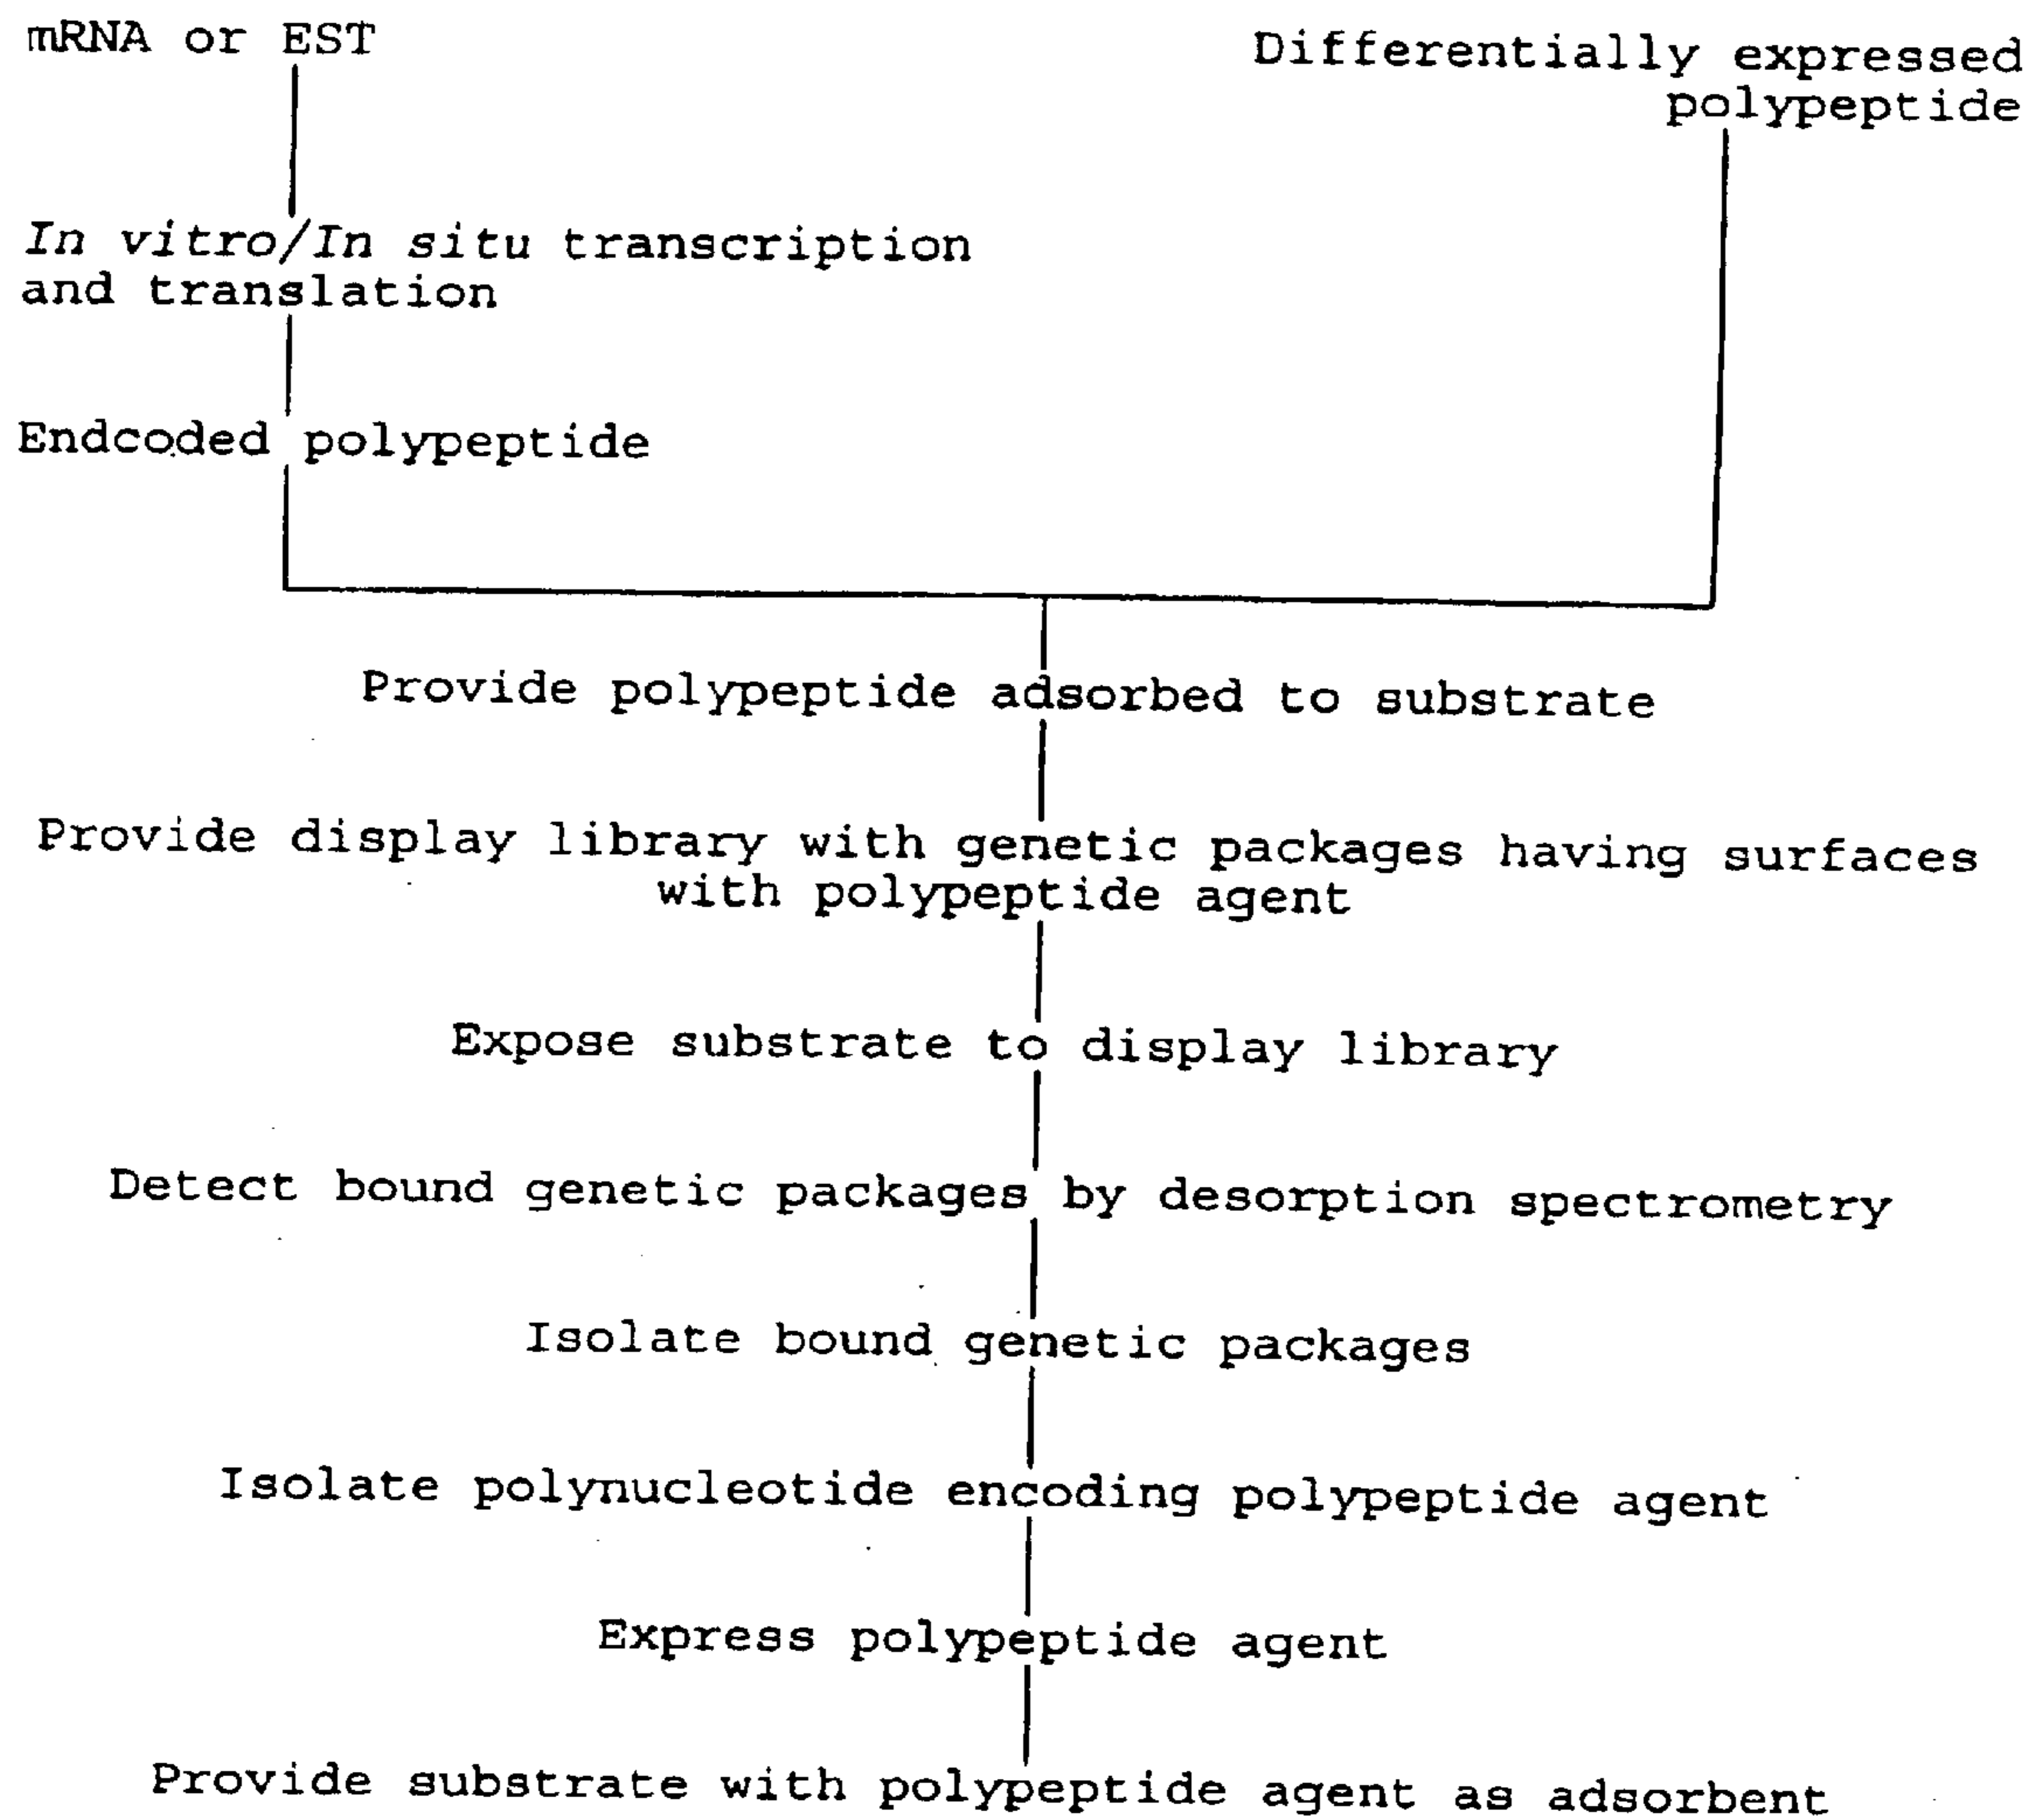 mRNA or EST
Differentially expressed
polypeptide
In vitro/In situ transcription
and translation
Endcoded polypeptide
Provide polypeptide adsorbed to substrate
Provide display library with genetic packages having surfaces
with polypeptide agent
Expose substrate to display library
Detect bound genetic packages by desorption spectrometry
Isolate bound genetic packages
Isolate polynucleotide encoding polypeptide agent
Express polypeptide agent
Provide substrate with polypeptide agent as adsorbent